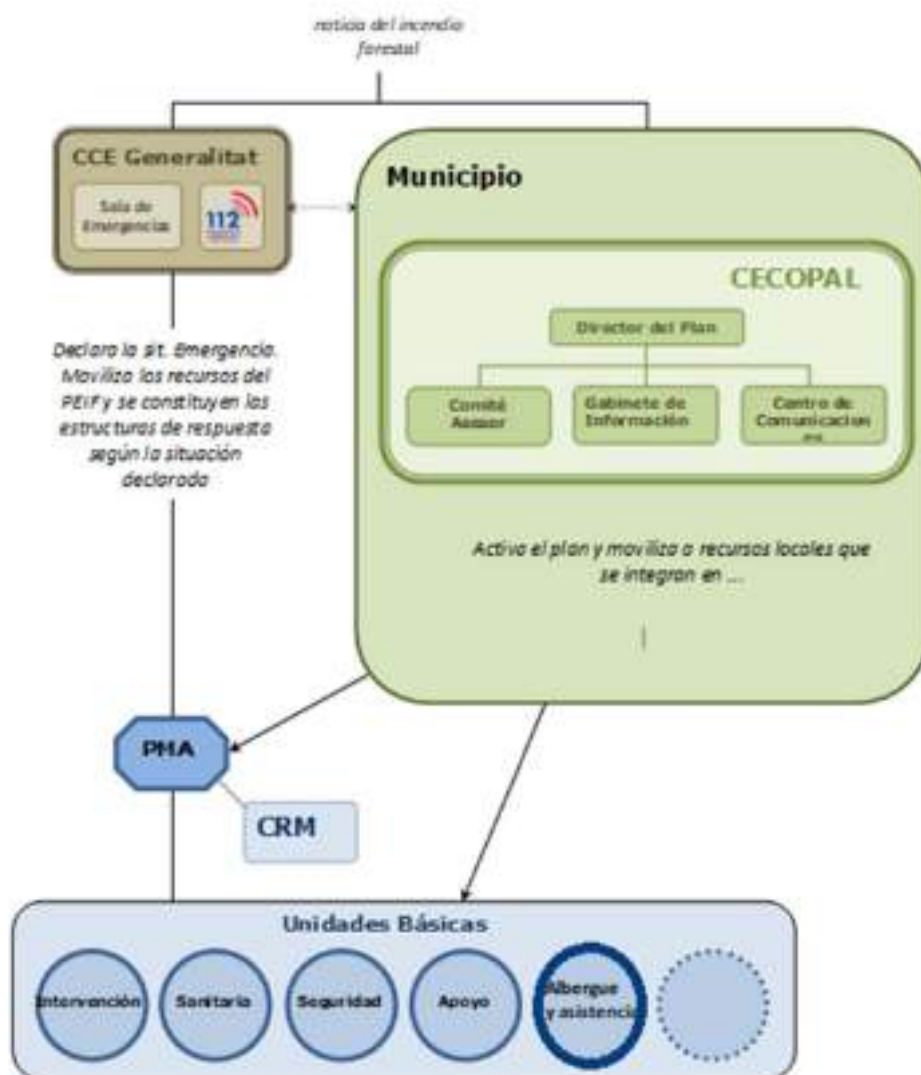 noticia del incendio
forestal
CCE Generalitat
Sala de
Emergencias
112
Municipio
CECOPAL
Director del Plan
Comité
Asesor
Gabinete de
Información
Centro de
Comunicacion
es
Declara la sit. Emergencia.
Moviliza los recursos del
PEIF y se constituyen las
estructuras de respuesta
según la situación
declarada
Activa el plan y moviliza a recursos locales que
se integran en ...
PMA
CRM
Unidades Básicas
Intervención
Sanitaria
Seguridad
Apoyo
Albergue
y asistencia